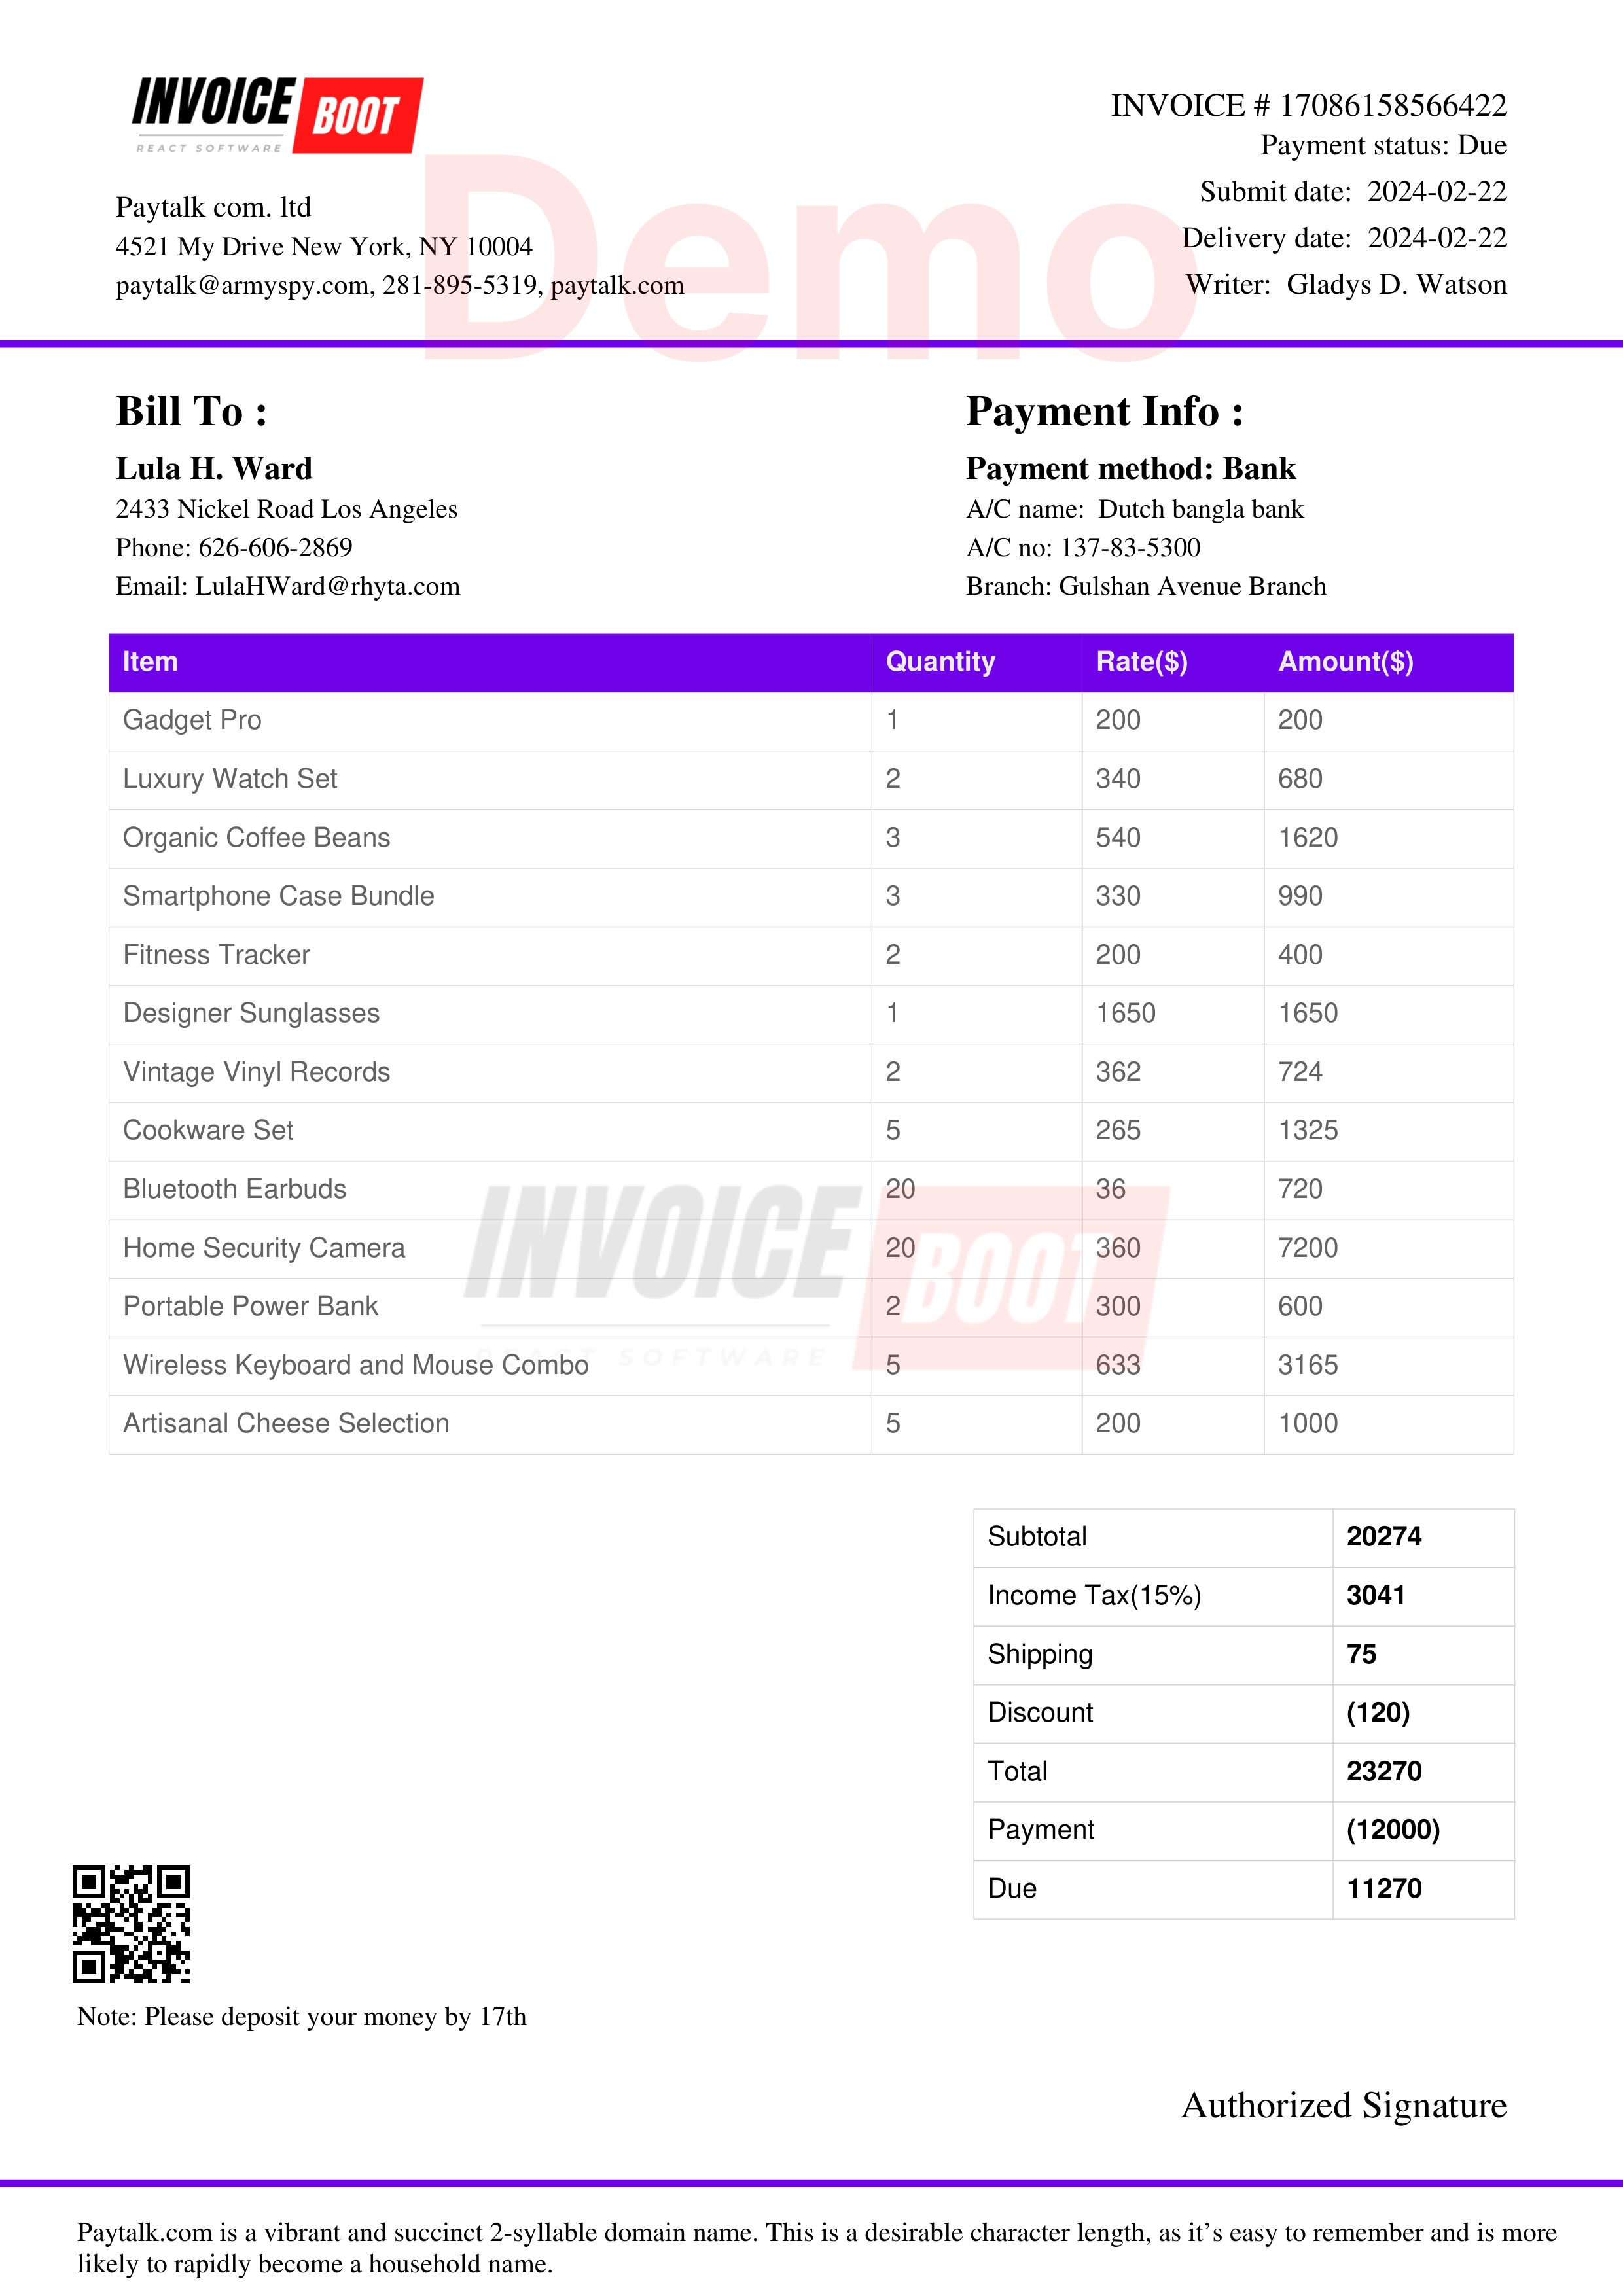 INVOICE BOOT
REACT SOFTWARE
Demo
INVOICE # 17086158566422
Payment status: Due
Submit date: 2024-02-22
Delivery date: 2024-02-22
Writer: Gladys D. Watson
Paytalk com. ltd
4521 My Drive New York, NY 10004
paytalk@armyspy.com, 281-895-5319, paytalk.com
Bill To :
Lula H. Ward
2433 Nickel Road Los Angeles
Phone: 626-606-2869
Email: LulaHWard@rhyta.com
Payment Info :
Payment method: Bank
A/C name: Dutch bangla bank
A/C no: 137-83-5300
Branch: Gulshan Avenue Branch
Item Quantity Rate($) Amount($)
Gadget Pro 1 200 200
Luxury Watch Set 2 340 680
Organic Coffee Beans 3 540 1620
Smartphone Case Bundle 3 330 990
Fitness Tracker 2 200 400
Designer Sunglasses 1 1650 1650
Vintage Vinyl Records 2 362 724
Cookware Set 5 265 1325
Bluetooth Earbuds 20 36 720
Home Security Camera 20 360 7200
Portable Power Bank 2 300 600
Wireless Keyboard and Mouse Combo 5 633 3165
Artisanal Cheese Selection 5 200 1000
INVOICE BOOT
REACT SOFTWARE
Subtotal 20274
Income Tax(15%) 3041
Shipping 75
Discount (120)
Total 23270
Payment (12000)
Due 11270
Note: Please deposit your money by 17th
Authorized Signature
Paytalk.com is a vibrant and succinct 2-syllable domain name. This is a desirable character length, as it’s easy to remember and is more
likely to rapidly become a household name.